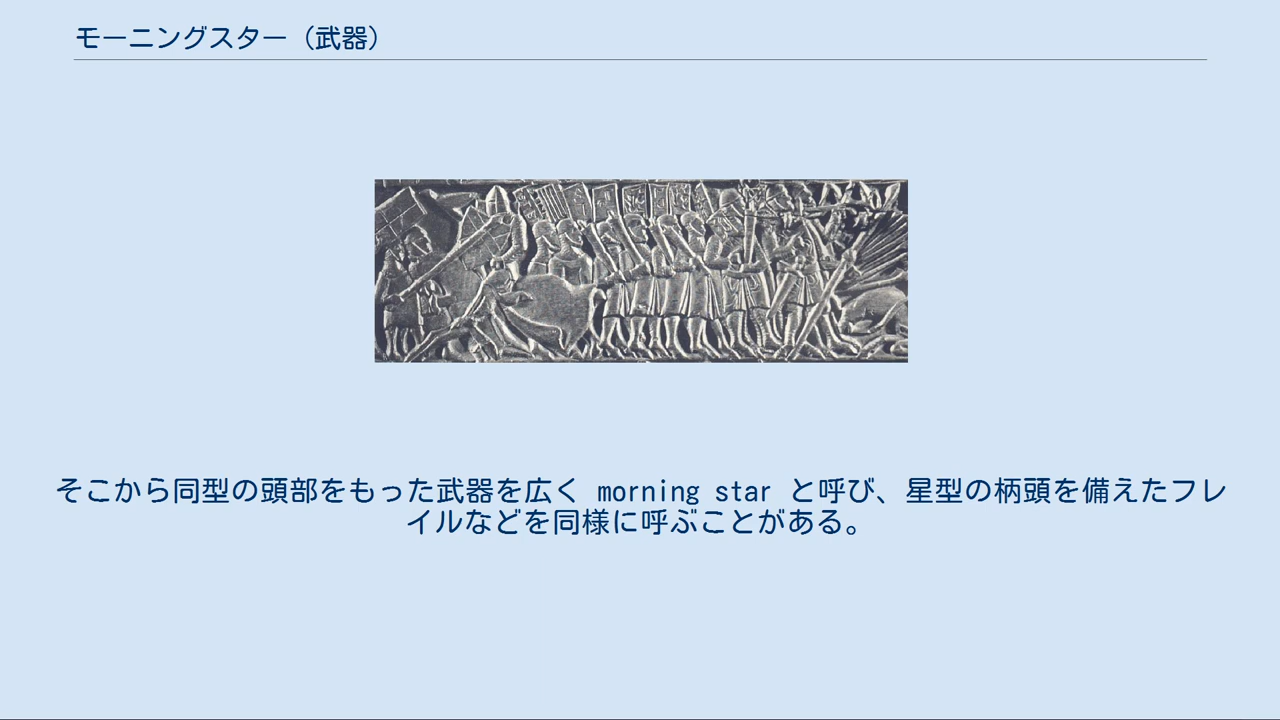 モーニングスター（武器）
そこから同型の頭部をもった武器を広く morning star と呼び、星型の柄頭を備えたフレ
イルなどを同様に呼ぶことがある。